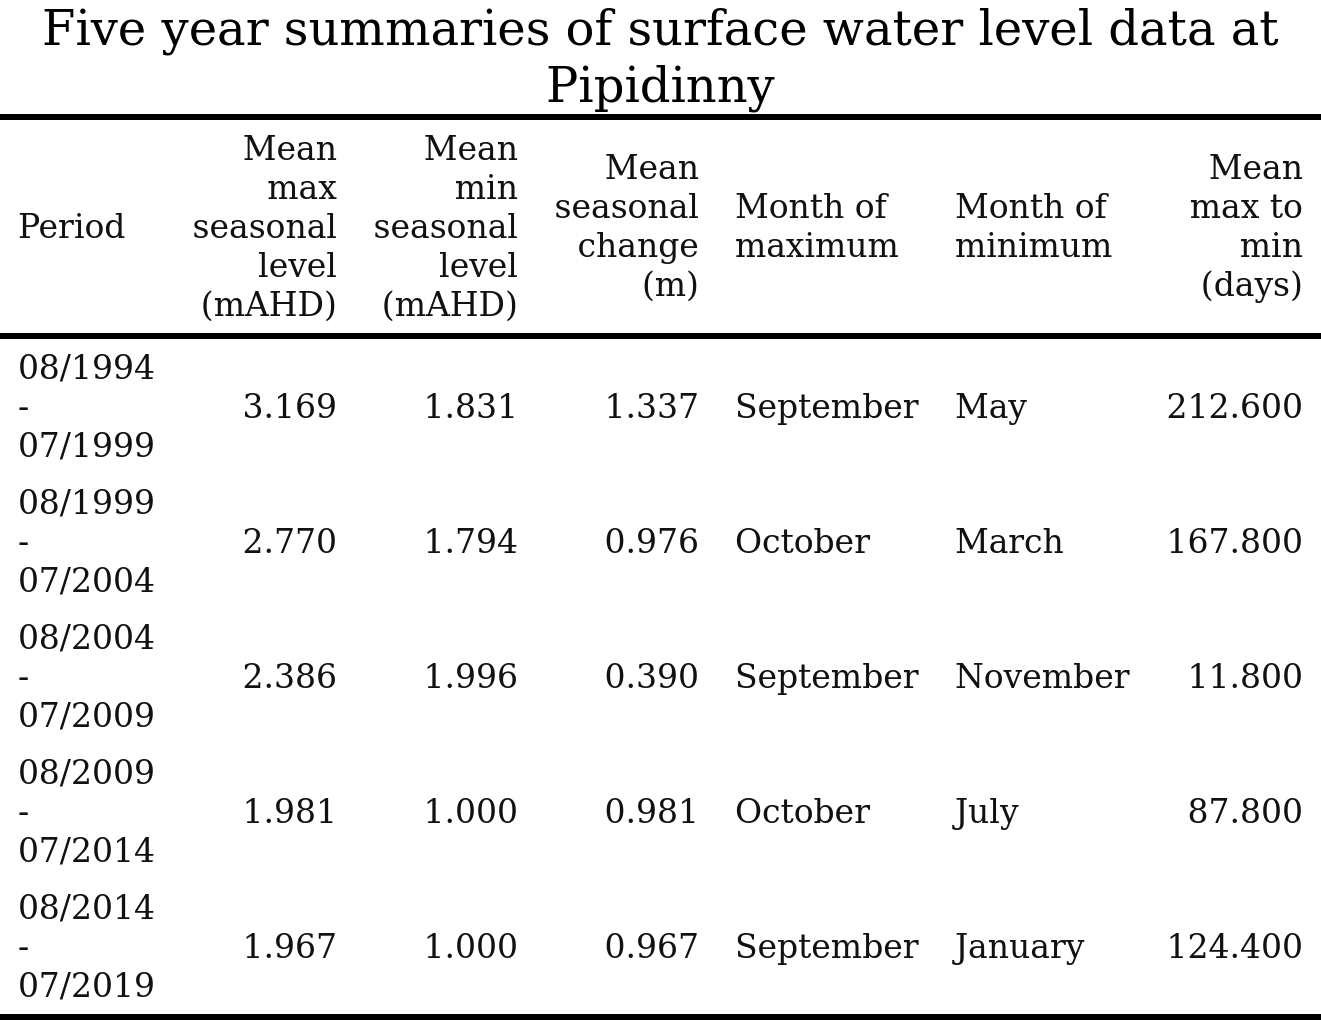 Five year summaries of surface water level data at
Pipidinny
Period
Mean
max
seasonal
level
(mAHD)
Mean
min
seasonal
level
(mAHD)
Mean
seasonal
change
(m)
Month of
maximum
Month of
minimum
Mean
max to
min
(days)
08/1994
-
07/1999
3.169
1.831
1.337
September
May
212.600
08/1999
-
07/2004
2.770
1.794
0.976
October
March
167.800
08/2004
-
07/2009
2.386
1.996
0.390
September
November
11.800
08/2009
-
07/2014
1.981
1.000
0.981
October
July
87.800
08/2014
-
07/2019
1.967
1.000
0.967
September
January
124.400